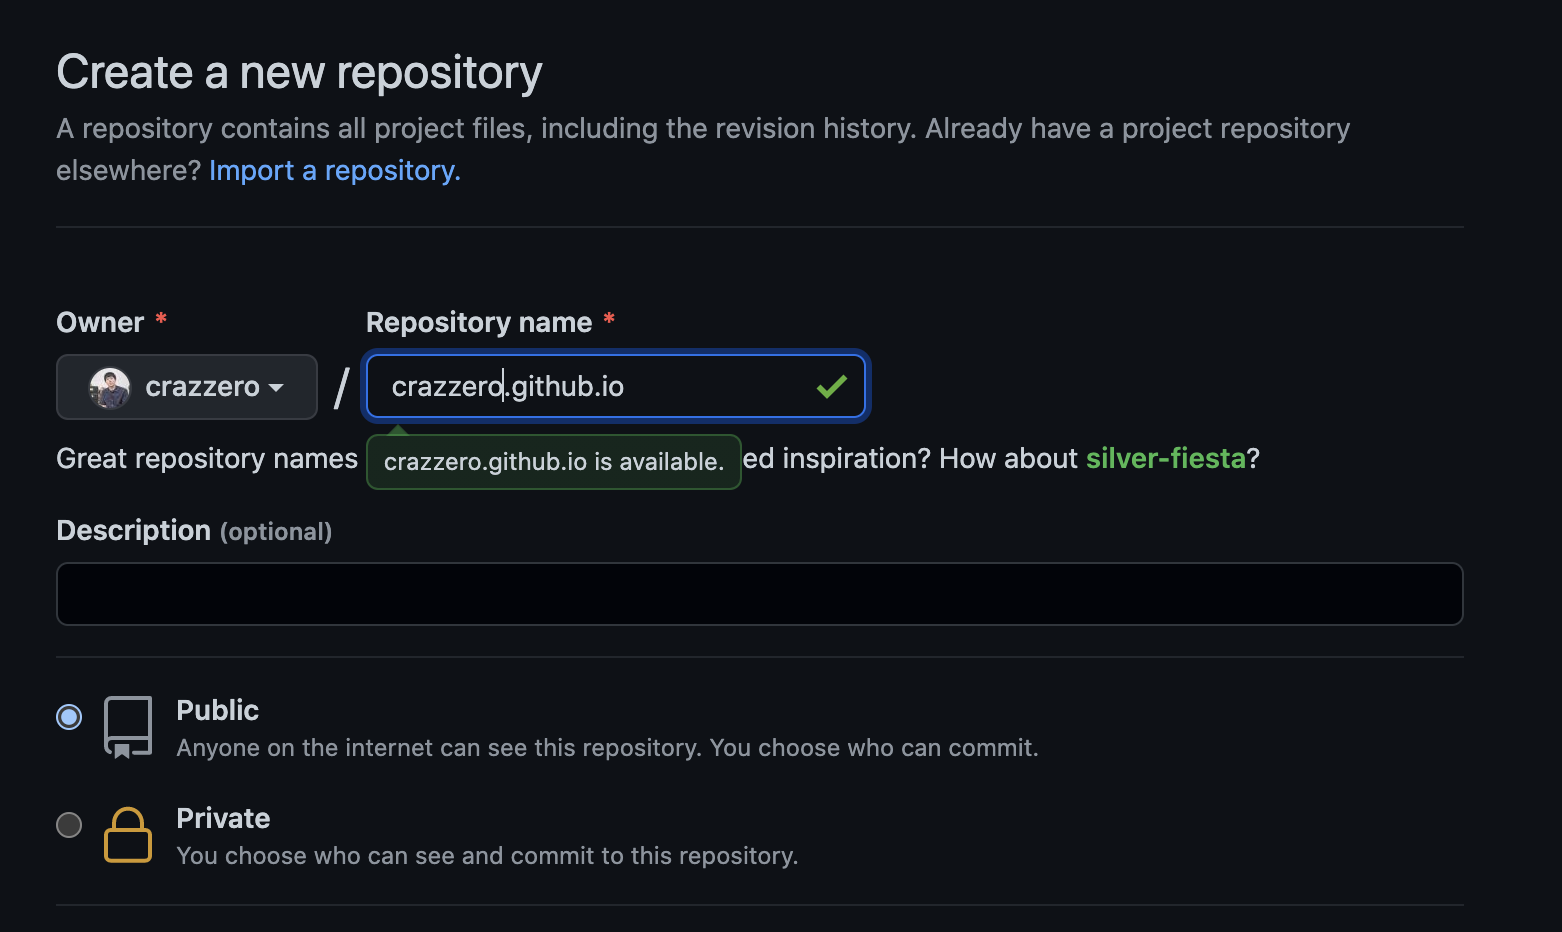 Create a new repository
A repository contains all project files, including the revision history. Already have a project repository
elsewhere? Import a repository.
Owner * Repository name *
crazzero / crazzero.github.io
Great repository names ed inspiration? How about silver-fiesta?
crazzero.github.io is available.
Description (optional)
Public
Anyone on the internet can see this repository. You choose who can commit.
Private
You choose who can see and commit to this repository.